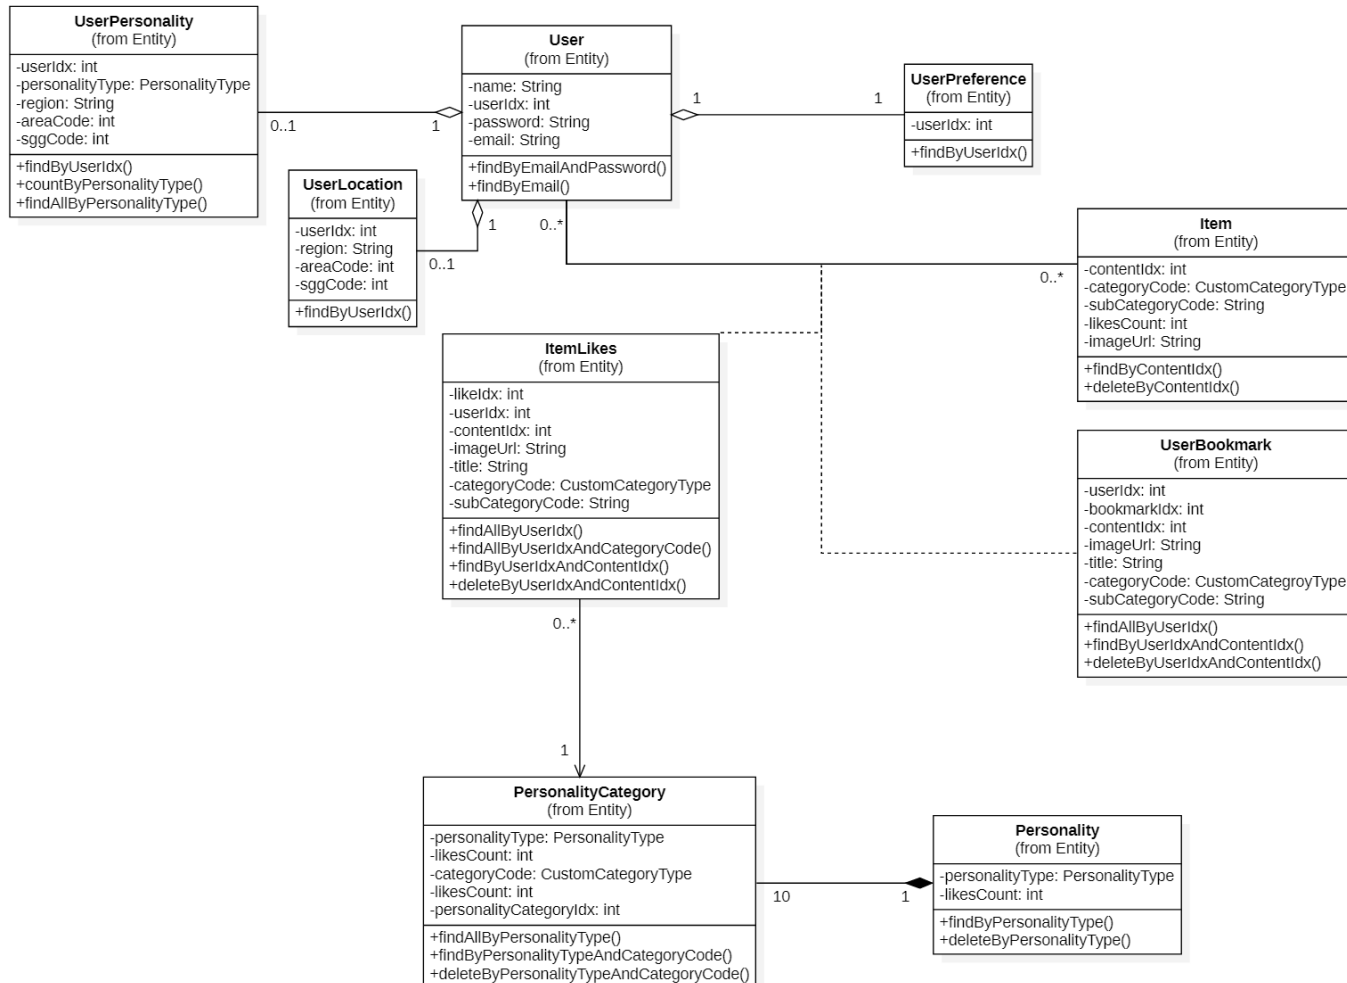 UserPersonality
(from Entity)
-userIdx: int
-personalityType: PersonalityType
-region: String
-areaCode: int
-sggCode: int
+findByUserIdx()
+countByPersonalityType()
+findAllByPersonalityType()
0..1
1
User
(from Entity)
-name: String
-userIdx: int
-password: String
-email: String
+findByEmailAndPassword()
+findByEmail()
1
1
UserPreference
(from Entity)
-userIdx: int
+findByUserIdx()
UserLocation
(from Entity)
-userIdx: int
-region: String
-areaCode: int
-sggCode: int
+findByUserIdx()
1
0..1
0..*
0..*
Item
(from Entity)
-contentIdx: int
-categoryCode: CustomCategoryType
-subCategoryCode: String
-likesCount: int
-imageUrl: String
+findByContentIdx()
+deleteByContentIdx()
ItemLikes
(from Entity)
-likeIdx: int
-userIdx: int
-contentIdx: int
-imageUrl: String
-title: String
-categoryCode: CustomCategoryType
-subCategoryCode: String
+findAllByUserIdx()
+findAllByUserIdxAndCategoryCode()
+findByUserIdxAndContentIdx()
+deleteByUserIdxAndContentIdx()
UserBookmark
(from Entity)
-userIdx: int
-bookmarkIdx: int
-contentIdx: int
-imageUrl: String
-title: String
-categoryCode: CustomCategroyType
-subCategoryCode: String
+findAllByUserIdx()
+findByUserIdxAndContentIdx()
+deleteByUserIdxAndContentIdx()
0..*
1
PersonalityCategory
(from Entity)
-personalityType: PersonalityType
-likesCount: int
-categoryCode: CustomCategoryType
-likesCount: int
-personalityCategoryIdx: int
+findAllByPersonalityType()
+findByPersonalityTypeAndCategoryCode()
+deleteByPersonalityTypeAndCategoryCode()
10
1
Personality
(from Entity)
-personalityType: PersonalityType
-likesCount: int
+findByPersonalityType()
+deleteByPersonalityType()